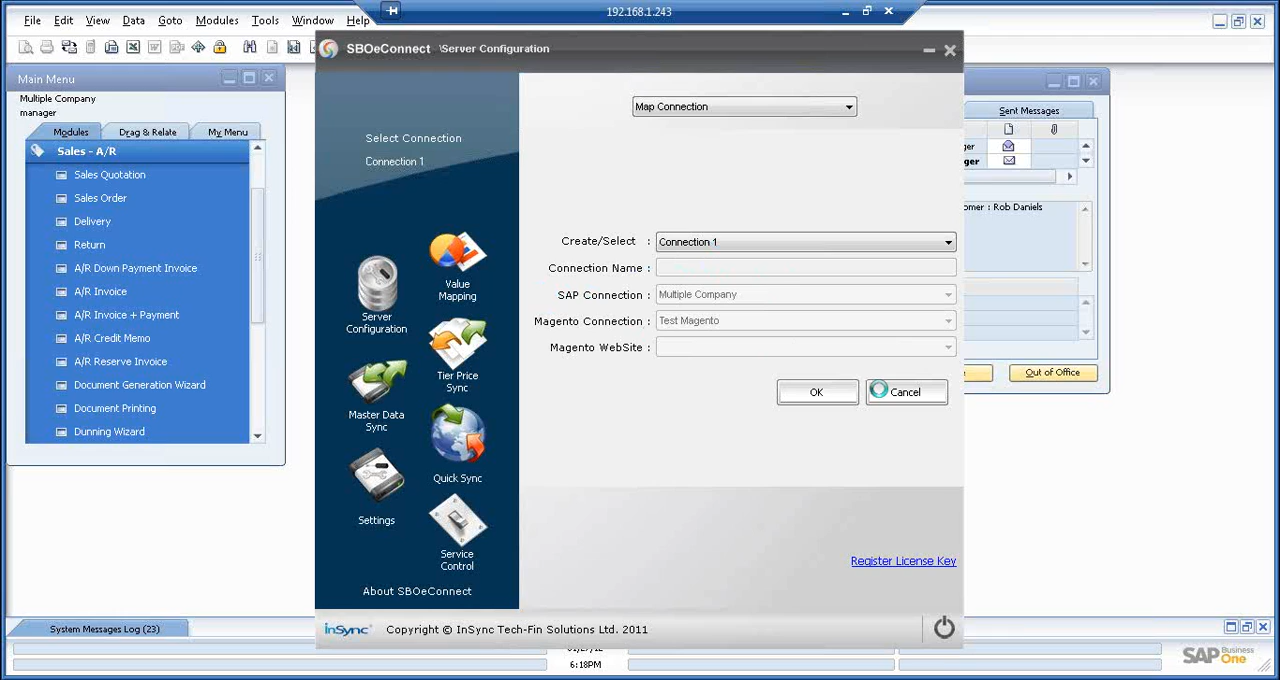 192.168.1.243
File Edit View Data Goto Modules Tools Window Help
Main Menu
Multiple Company
manager
Modules Drag & Relate My Menu
Sales - A/R
Sales Quotation
Sales Order
Delivery
Return
A/R Down Payment Invoice
A/R Invoice
A/R Invoice + Payment
A/R Credit Memo
A/R Reserve Invoice
Document Generation Wizard
Document Printing
Dunning Wizard
SBOeConnect \Server Configuration
Select Connection
Connection 1
Server
Configuration
Value
Mapping
Master Data
Sync
Tier Price
Sync
Settings
Quick Sync
Service
Control
About SBOeConnect
Map Connection
Create/Select : Connection 1
Connection Name :
SAP Connection : Multiple Company
Magento Connection : Test Magento
Magento WebSite :
OK Cancel
Register License Key
inSync Copyright © InSync Tech-Fin Solutions Ltd. 2011
Sent Messages
: Rob Daniels
Out of Office
System Messages Log (23)
6:18PM
SAP Business One